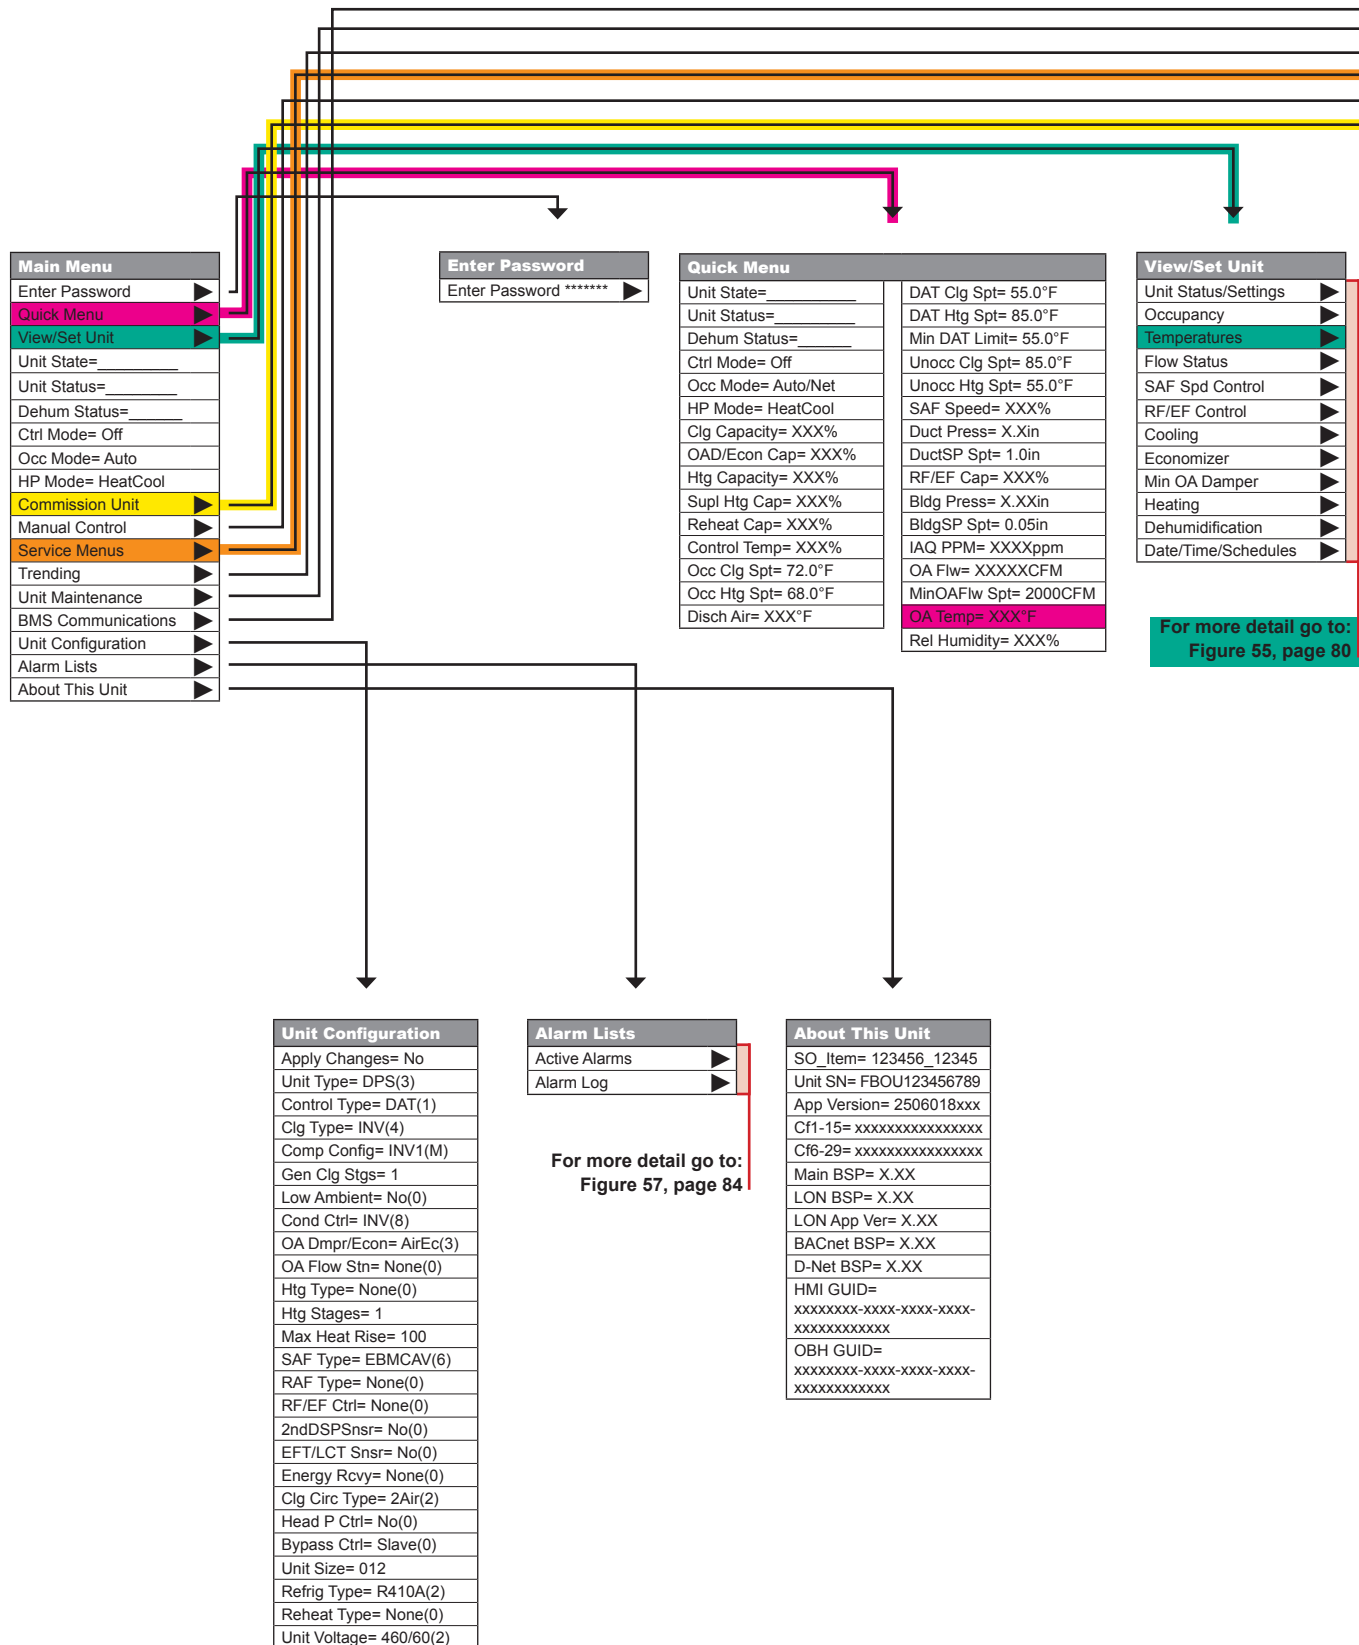 Main Menu
Enter Password
Quick Menu
View/Set Unit
Unit State=_________
Unit Status=________
Dehum Status=______
Ctrl Mode= Off
Occ Mode= Auto
HP Mode= HeatCool
Commission Unit
Manual Control
Service Menus
Trending
Unit Maintenance
BMS Communications
Unit Configuration
Alarm Lists
About This Unit
Enter Password
Enter Password *******
Quick Menu
Unit State=__________
Unit Status=_________
Dehum Status=______
Ctrl Mode= Off
Occ Mode= Auto/Net
HP Mode= HeatCool
Clg Capacity= XXX%
OAD/Econ Cap= XXX%
Htg Capacity= XXX%
Supl Htg Cap= XXX%
Reheat Cap= XXX%
Control Temp= XXX%
Occ Clg Spt= 72.0°F
Occ Htg Spt= 68.0°F
Disch Air= XXX°F
DAT Clg Spt= 55.0°F
DAT Htg Spt= 85.0°F
Min DAT Limit= 55.0°F
Unocc Clg Spt= 85.0°F
Unocc Htg Spt= 55.0°F
SAF Speed= XXX%
Duct Press= X.Xin
DuctSP Spt= 1.0in
RF/EF Cap= XXX%
Bldg Press= X.XXin
BldgSP Spt= 0.05in
IAQ PPM= XXXXppm
OA Flw= XXXXXCFM
MinOAFlw Spt= 2000CFM
OA Temp= XXX°F
Rel Humidity= XXX%
View/Set Unit
Unit Status/Settings
Occupancy
Temperatures
Flow Status
SAF Spd Control
RF/EF Control
Cooling
Economizer
Min OA Damper
Heating
Dehumidification
Date/Time/Schedules
For more detail go to:
Figure 55, page 80
Unit Configuration
Apply Changes= No
Unit Type= DPS(3)
Control Type= DAT(1)
Clg Type= INV(4)
Comp Config= INV1(M)
Gen Clg Stgs= 1
Low Ambient= No(0)
Cond Ctrl= INV(8)
OA Dmpr/Econ= AirEc(3)
OA Flow Stn= None(0)
Htg Type= None(0)
Htg Stages= 1
Max Heat Rise= 100
SAF Type= EBMCAV(6)
RAF Type= None(0)
RF/EF Ctrl= None(0)
2ndDSPSnsr= No(0)
EFT/LCT Snsr= No(0)
Energy Rcvy= None(0)
Clg Circ Type= 2Air(2)
Head P Ctrl= No(0)
Bypass Ctrl= Slave(0)
Unit Size= 012
Refrig Type= R410A(2)
Reheat Type= None(0)
Unit Voltage= 460/60(2)
Alarm Lists
Active Alarms
Alarm Log
For more detail go to:
Figure 57, page 84
About This Unit
SO_Item= 123456_12345
Unit SN= FBOU123456789
App Version= 2506018xxx
Cf1-15= xxxxxxxxxxxxxxxx
Cf6-29= xxxxxxxxxxxxxxxx
Main BSP= X.XX
LON BSP= X.XX
LON App Ver= X.XX
BACnet BSP= X.XX
D-Net BSP= X.XX
HMI GUID=
xxxxxxxx-xxxx-xxxx-xxxx-
xxxxxxxxxxxx
OBH GUID=
xxxxxxxx-xxxx-xxxx-xxxx-
xxxxxxxxxxxx